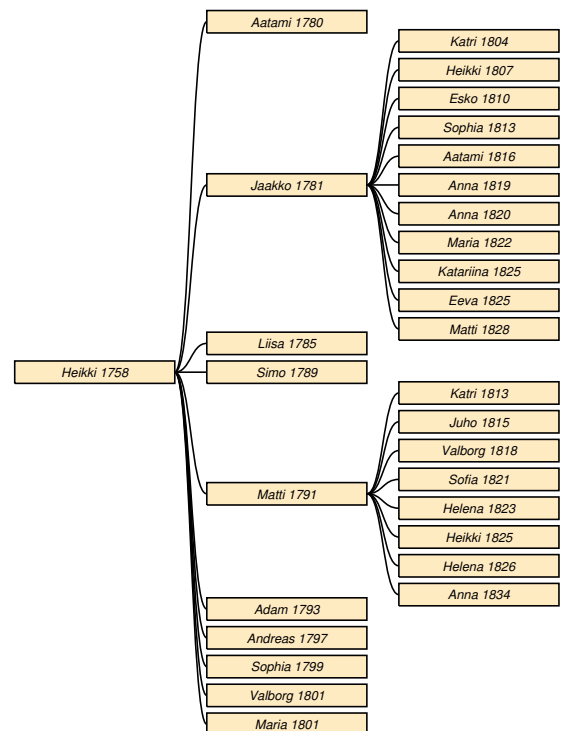 Aatami 1780
Katri 1804
Heikki 1807
Esko 1810
Sophia 1813
Aatami 1816
Jaakko 1781
Anna 1819
Anna 1820
Maria 1822
Katariina 1825
Eeva 1825
Matti 1828
Liisa 1785
Heikki 1758
Simo 1789
Katri 1813
Juho 1815
Valborg 1818
Sofia 1821
Matti 1791
Helena 1823
Heikki 1825
Helena 1826
Anna 1834
Adam 1793
Andreas 1797
Sophia 1799
Valborg 1801
Maria 1801